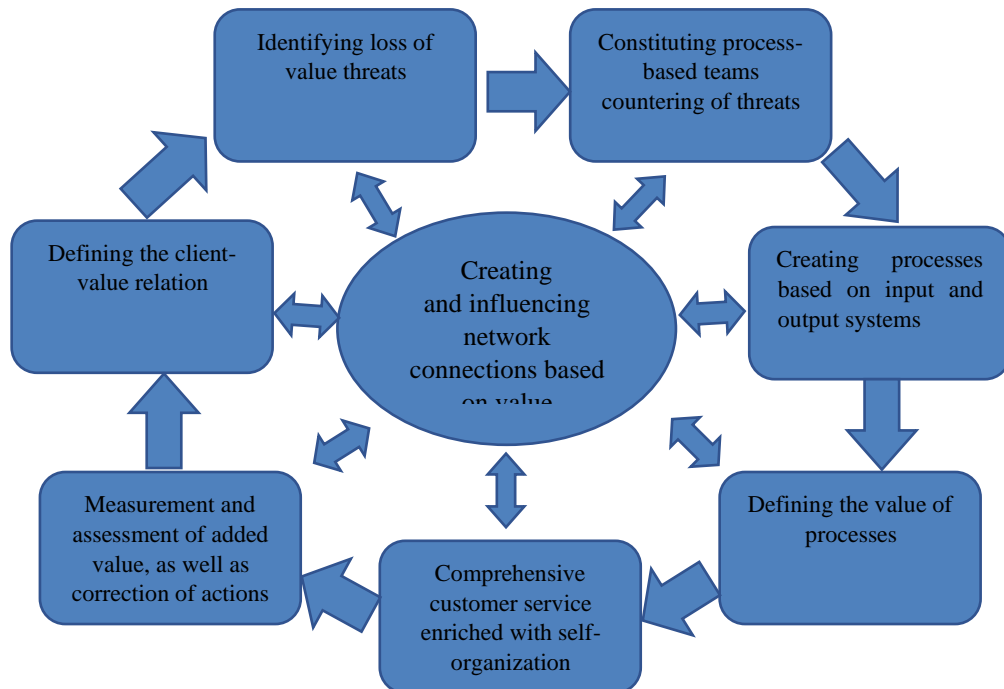 Identifying loss of
value threats
Constituting process-
based teams
countering of threats
Defining the client-
value relation
Creating
and influencing
network
connections based
on value
Creating processes
based on input and
output systems
Measurement and
assessment of added
value, as well as
correction of actions
Comprehensive
customer service
enriched with self-
organization
Defining the value of
processes